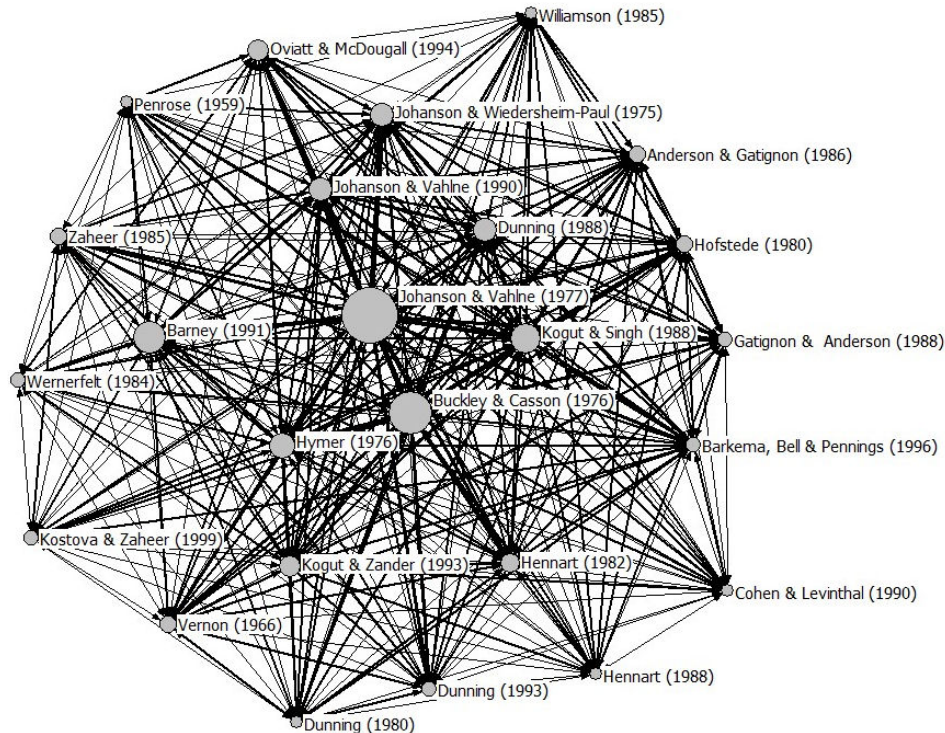 Williamson (1985)
Oviatt & McDougall (1994)
Penrose (1959)
Johanson & Wiedersheim-Paul (1975)
Anderson & Gatignon (1986)
Johanson & Vahlne (1990)
Dunning (1988)
Zaheer (1985)
Hofstede (1980)
Johanson & Vahlne (1977)
Barney (1991)
Kogut & Singh (1988)
Gatignon & Anderson (1988)
Wernerfelt (1984)
Buckley & Casson (1976)
Hymer (1976)
Barkema, Bell & Pennings (1996)
Kostova & Zaheer (1999)
Kogut & Zander (1993)
Hennart (1982)
Cohen & Levinthal (1990)
Vernon (1966)
Hennart (1988)
Dunning (1993)
Dunning (1980)